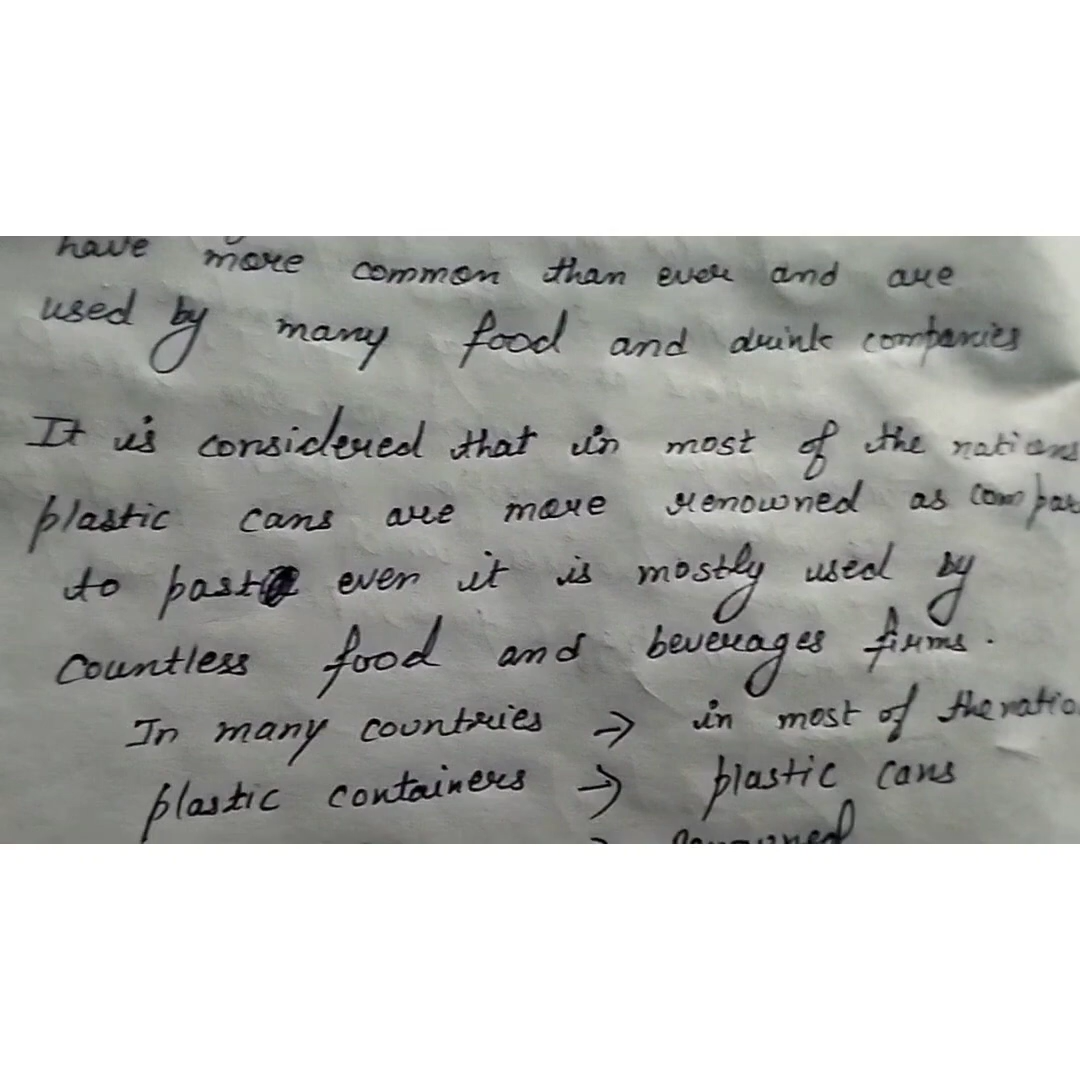 have more common than ever and are
used by many food and drink companies
It is considered that in most of the nations
plastic cans are more renowned as compar
to past even it is mostly used by
countless food and beverages firms.
In many countries → in most of the natio
plastic containers → plastic cans
→ renowned